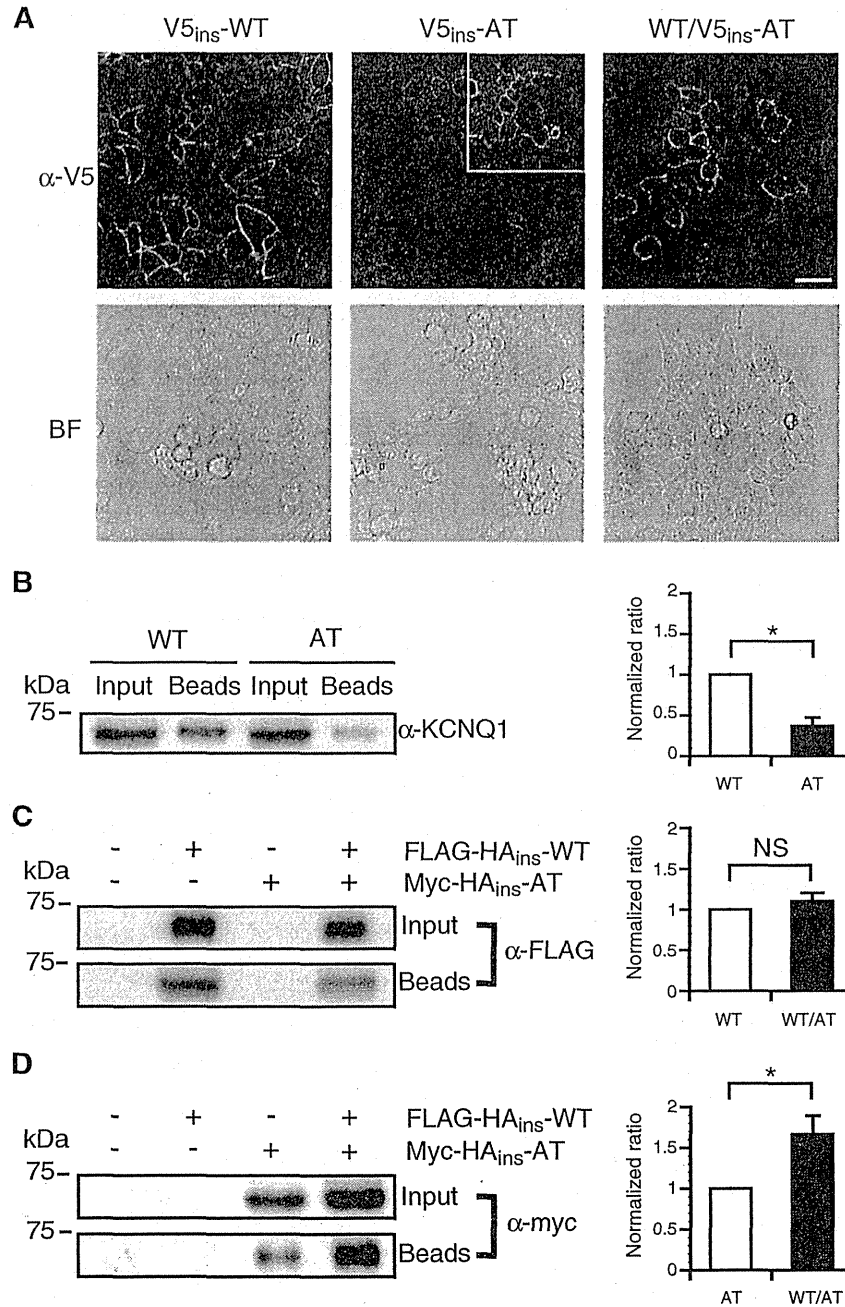 A
V5ins-WT V5ins-AT WT/V5ins-AT
α-V5
BF
B
WT AT
kDa Input Beads Input Beads
75
α-KCNQ1
Normalized ratio
2
1.5
1
0.5
0
*
WT AT
C
- + - + FLAG-HAins-WT
kDa - - + + Myc-HAins-AT
75
Input
α-FLAG
75
Beads
Normalized ratio
2
1.5
1
0.5
0
NS
WT WT/AT
D
- + - + FLAG-HAins-WT
kDa - - + + Myc-HAins-AT
75
Input
α-myc
75
Beads
Normalized ratio
2
1.5
1
0.5
0
*
AT WT/AT